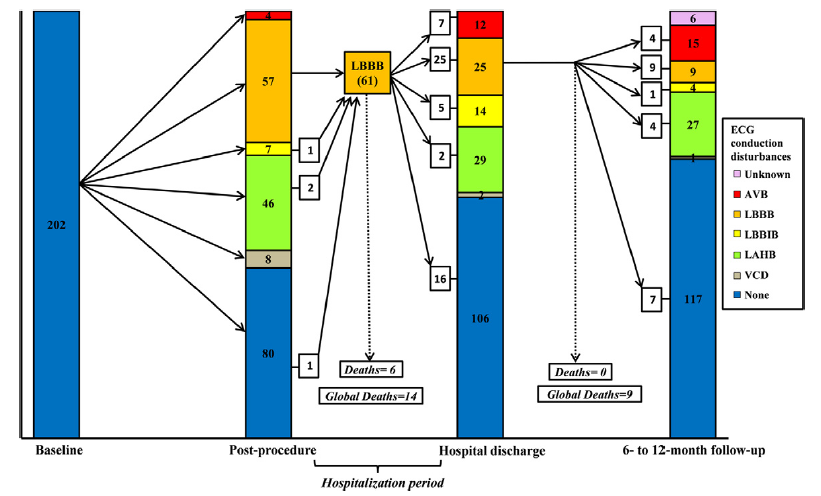 202
4
57
7
46
8
80
1
2
1
LBBB
(61)
7
25
5
2
16
12
25
14
29
2
106
4
9
1
4
7
6
15
9
4
27
1
117
ECG
conduction
disturbances
Unknown
AVB
LBBB
LBBIB
LAHB
VCD
None
Deaths= 6
Global Deaths=14
Deaths= 0
Global Deaths=9
Baseline
Post-procedure
Hospital discharge
6- to 12-month follow-up
Hospitalization period